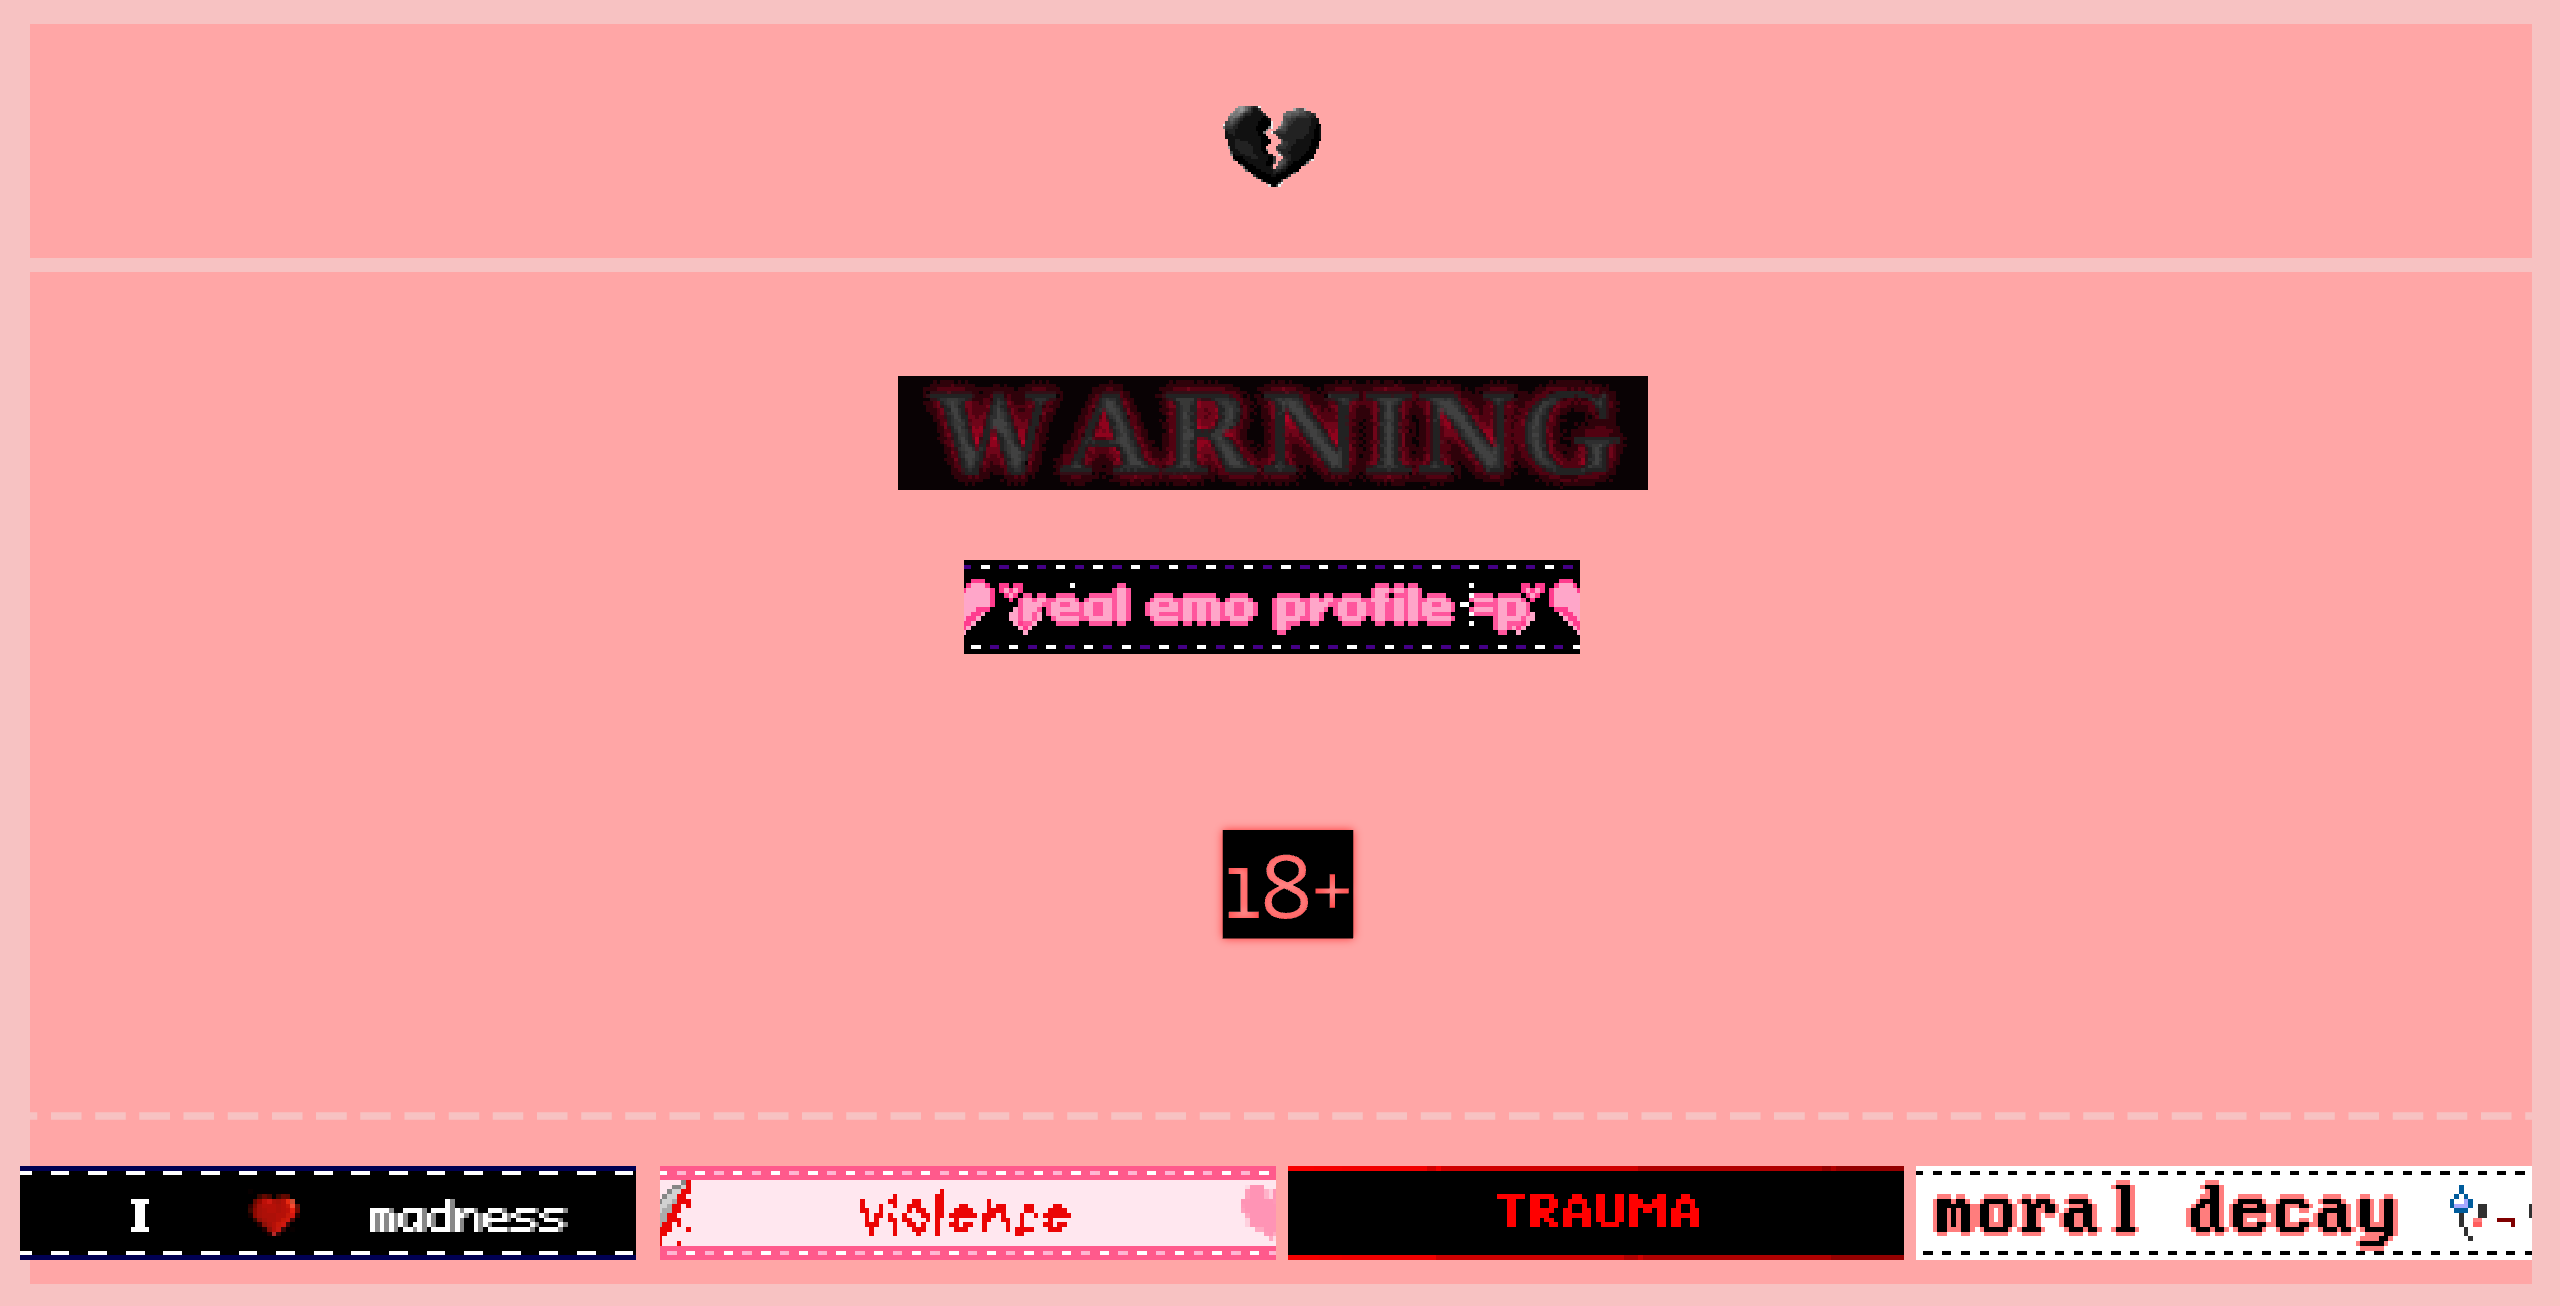 WARNING
real emo profile =p
18+
I madness
violence
TRAUMA
moral decay